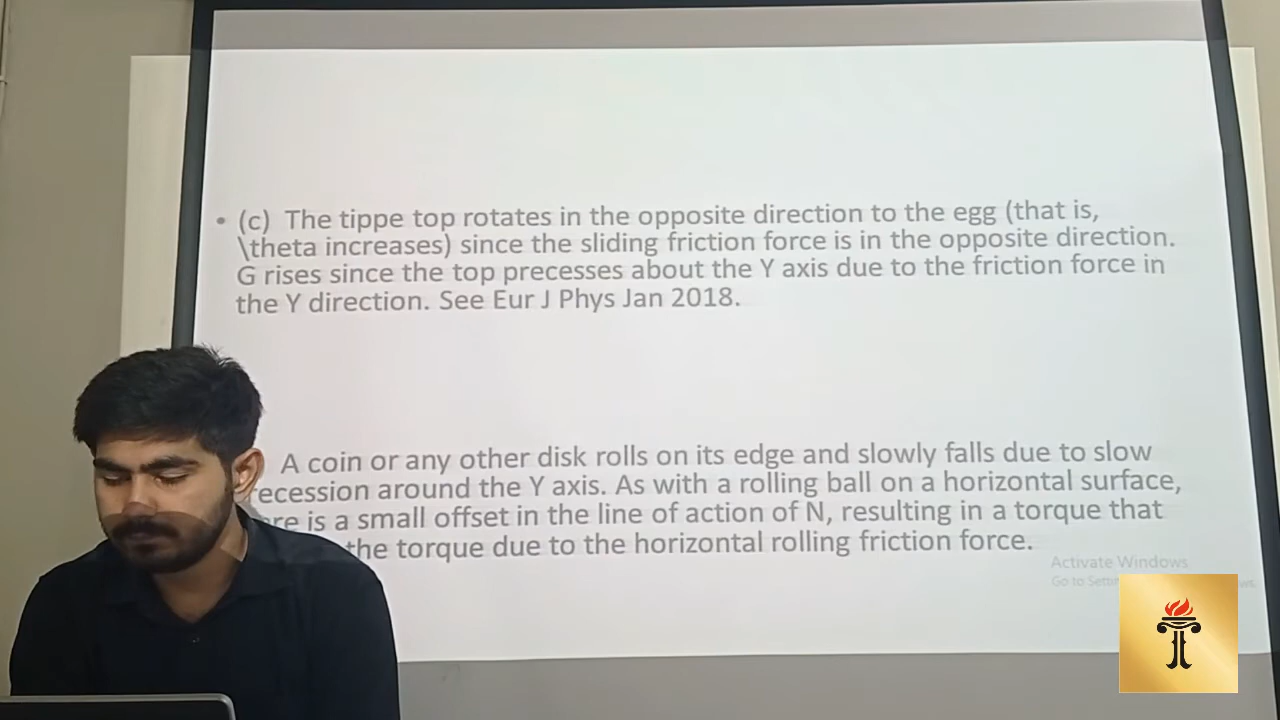 • (c) The tippe top rotates in the opposite direction to the egg (that is,
\theta increases) since the sliding friction force is in the opposite direction.
G rises since the top precesses about the Y axis due to the friction force in
the Y direction. See Eur J Phys Jan 2018.
A coin or any other disk rolls on its edge and slowly falls due to slow
recession around the Y axis. As with a rolling ball on a horizontal surface,
re is a small offset in the line of action of N, resulting in a torque that
the torque due to the horizontal rolling friction force.
Activate Windows
Go to